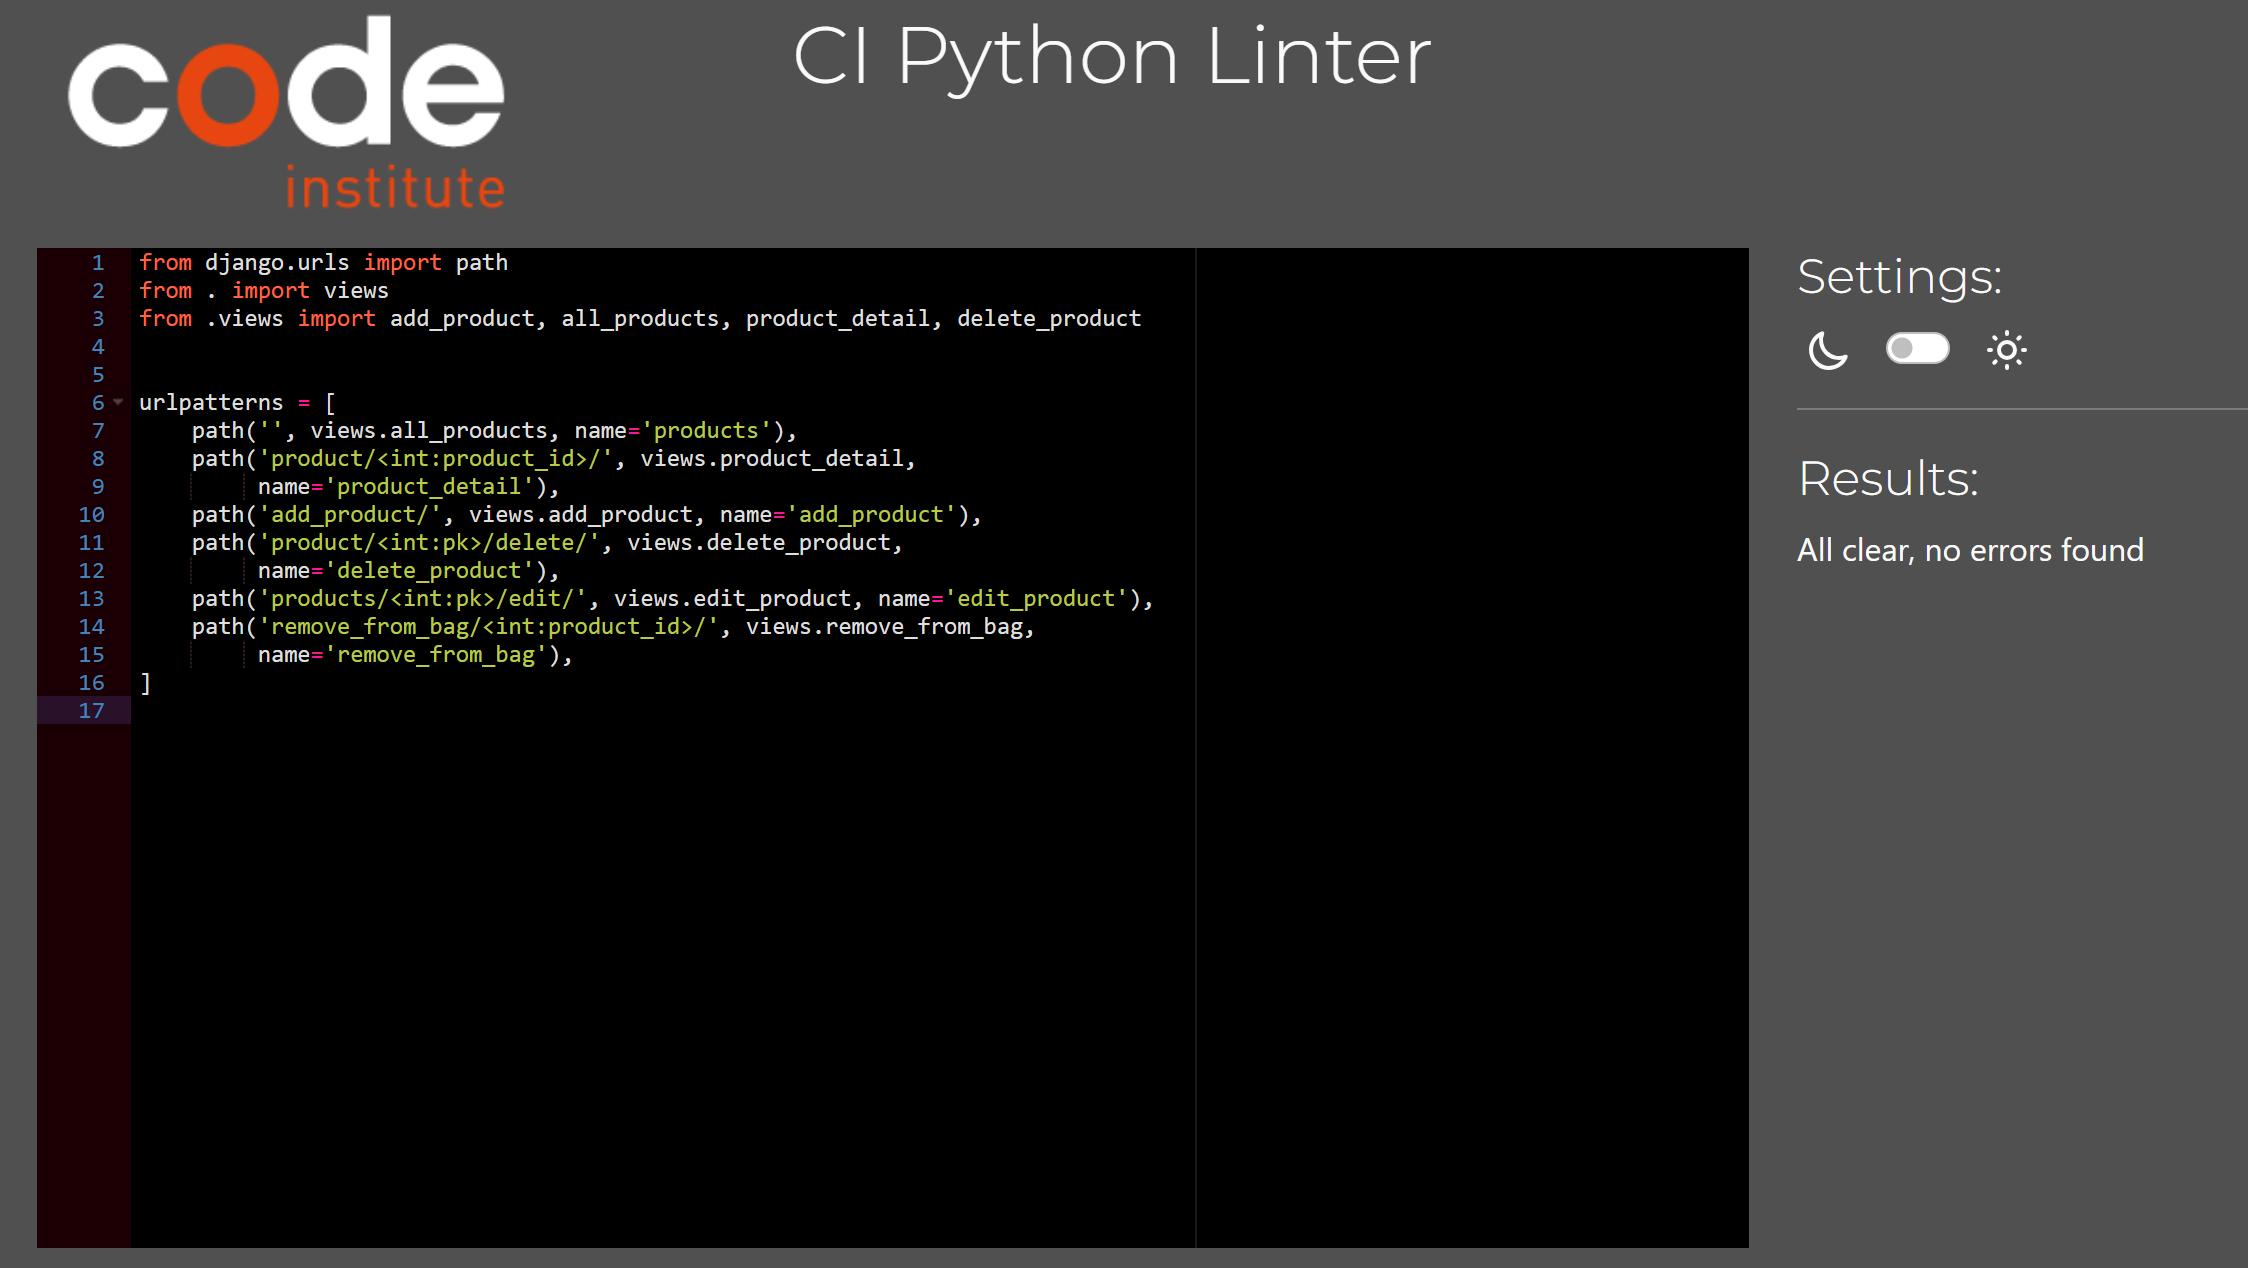 code
institute
CI Python Linter
1 from django.urls import path
2 from . import views
3 from .views import add_product, all_products, product_detail, delete_product
4
5
6 urlpatterns = [
7     path('', views.all_products, name='products'),
8     path('product/<int:product_id>/', views.product_detail,
9          name='product_detail'),
10     path('add_product/', views.add_product, name='add_product'),
11     path('product/<int:pk>/delete/', views.delete_product,
12          name='delete_product'),
13     path('products/<int:pk>/edit/', views.edit_product, name='edit_product'),
14     path('remove_from_bag/<int:product_id>/', views.remove_from_bag,
15          name='remove_from_bag'),
16 ]
17
Settings:
Results:
All clear, no errors found